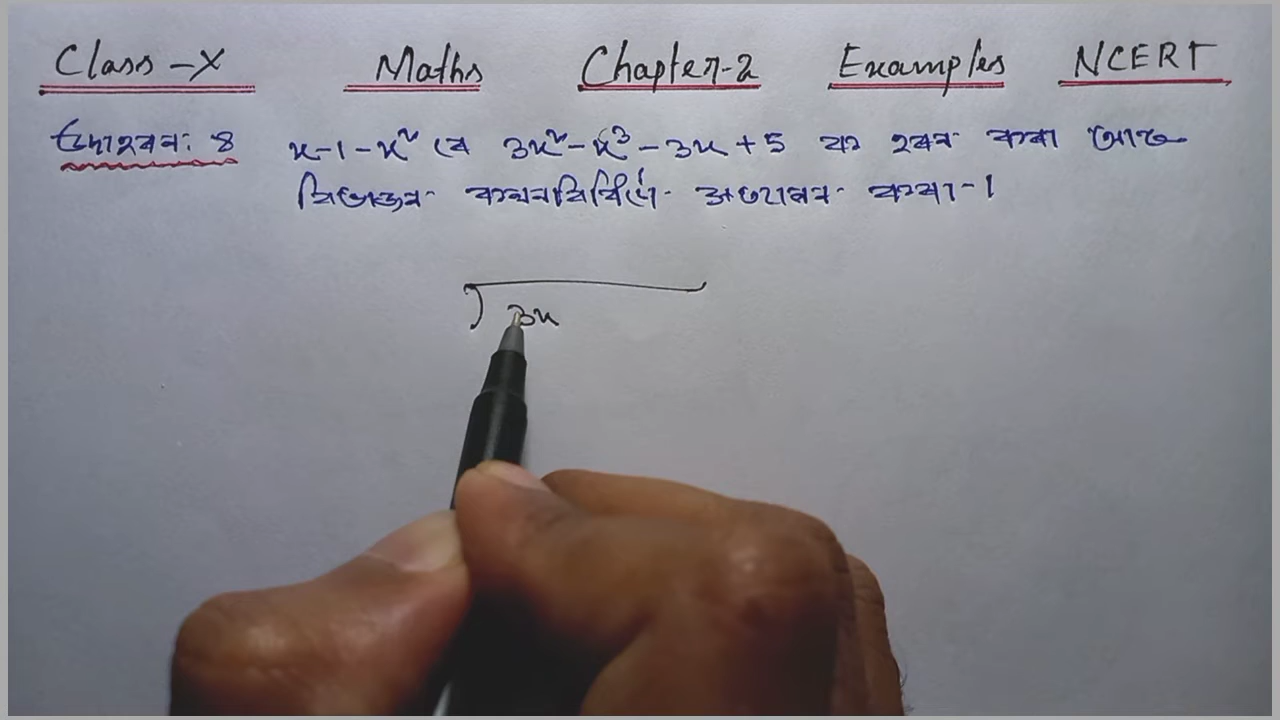 Class-X Maths Chapter-2 Examples NCERT
উদাহৰণ: 8 x-1-x² ৰে 3x²-x³-3x+5 ক হৰণ কৰা আৰু
বিভাজন কলনবিধিটো সত্যাপন কৰা-।
3x